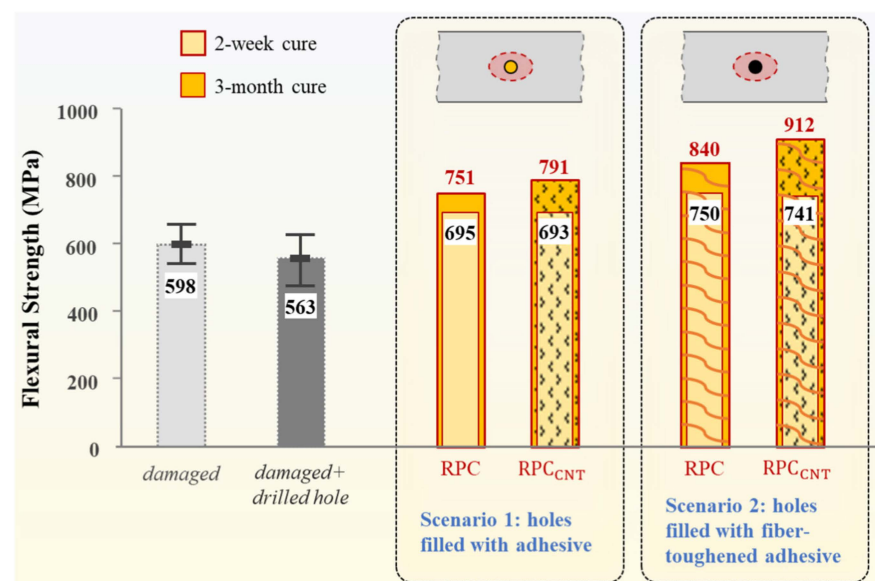 2-week cure
3-month cure
Flexural Strength (MPa)
1000
800
600
400
200
0
598
563
751
695
791
693
840
750
912
741
damaged
damaged+
drilled hole
RPC
RPC_CNT
RPC
RPC_CNT
Scenario 1: holes
filled with adhesive
Scenario 2: holes
filled with fiber-
toughened adhesive